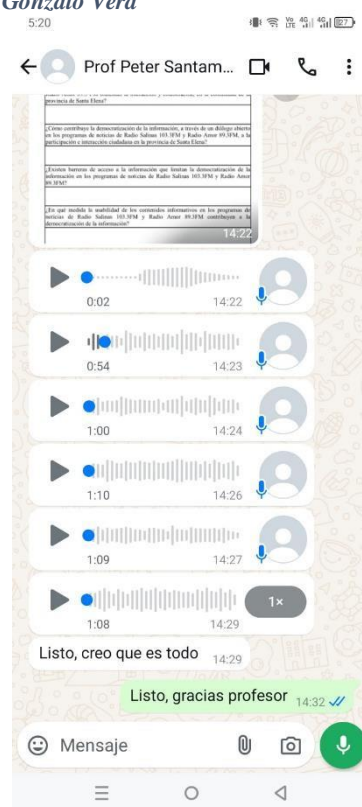 Gonzalo Vera
5:20
Vo LTE 4G 4G 27
Prof Peter Santam...
provincia de Santa Elena?
¿Cómo contribuye la democratización de la información, a través de un diálogo abierto
en los programas de noticias de Radio Salinas 103.3FM y Radio Amor 89.3FM, a la
participación e interacción ciudadana en la provincia de Santa Elena?
¿Existen barreras de acceso a la información que limitan la democratización de la
información en los programas de noticias de Radio Salinas 103.3FM y Radio Amor
89.3FM?
¿En qué medida la usabilidad de los contenidos informativos en los programas de
noticias de Radio Salinas 103.3FM y Radio Amor 89.3FM contribuyen a la
democratización de la información?
14:22
0:02 14:22
0:54 14:23
1:00 14:24
1:10 14:26
1:09 14:27
1:08 14:29 1×
Listo, creo que es todo 14:29
Listo, gracias profesor 14:32
Mensaje